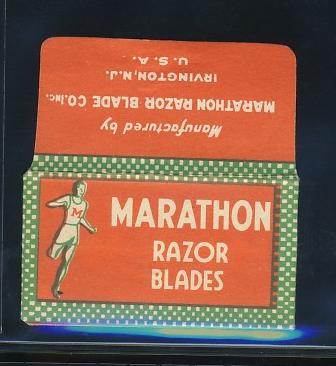 Manufactured by
MARATHON RAZOR BLADE CO. Inc.
IRVINGTON, N.J.
U. S. A.
M
MARATHON
RAZOR
BLADES